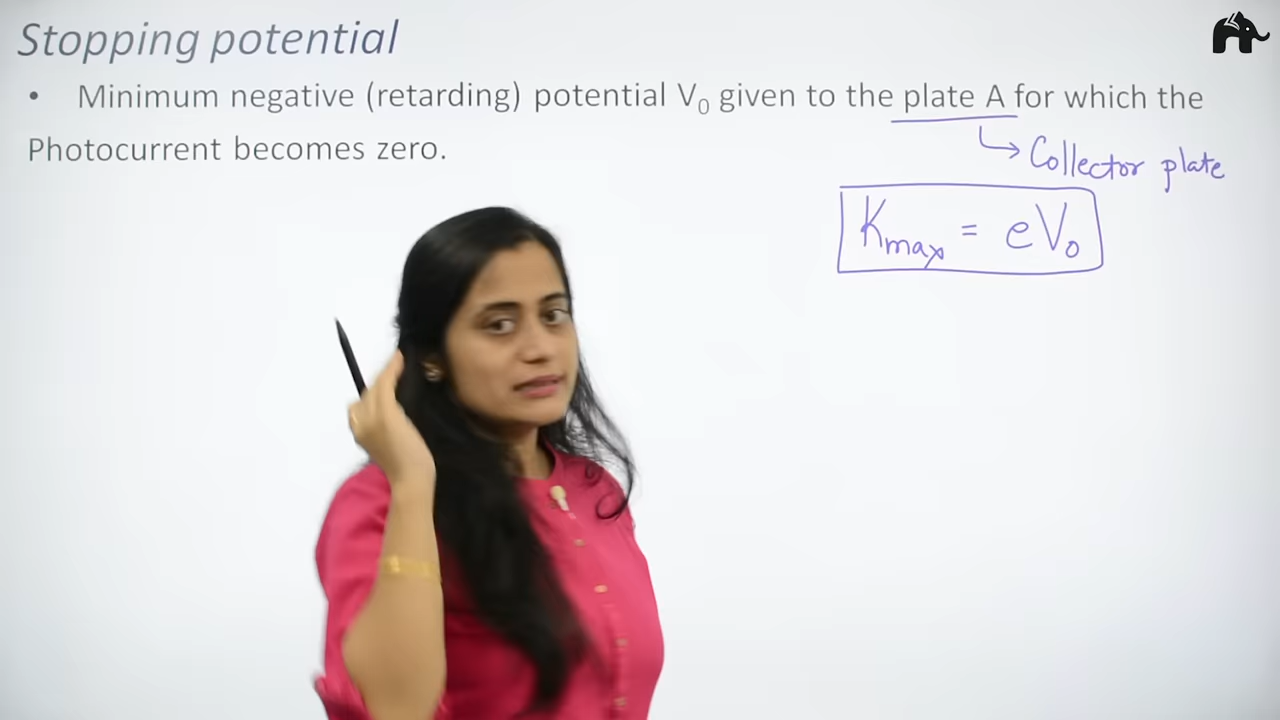 Stopping potential
• Minimum negative (retarding) potential V₀ given to the plate A for which the
Photocurrent becomes zero.
Collector plate
Kmax = eV₀